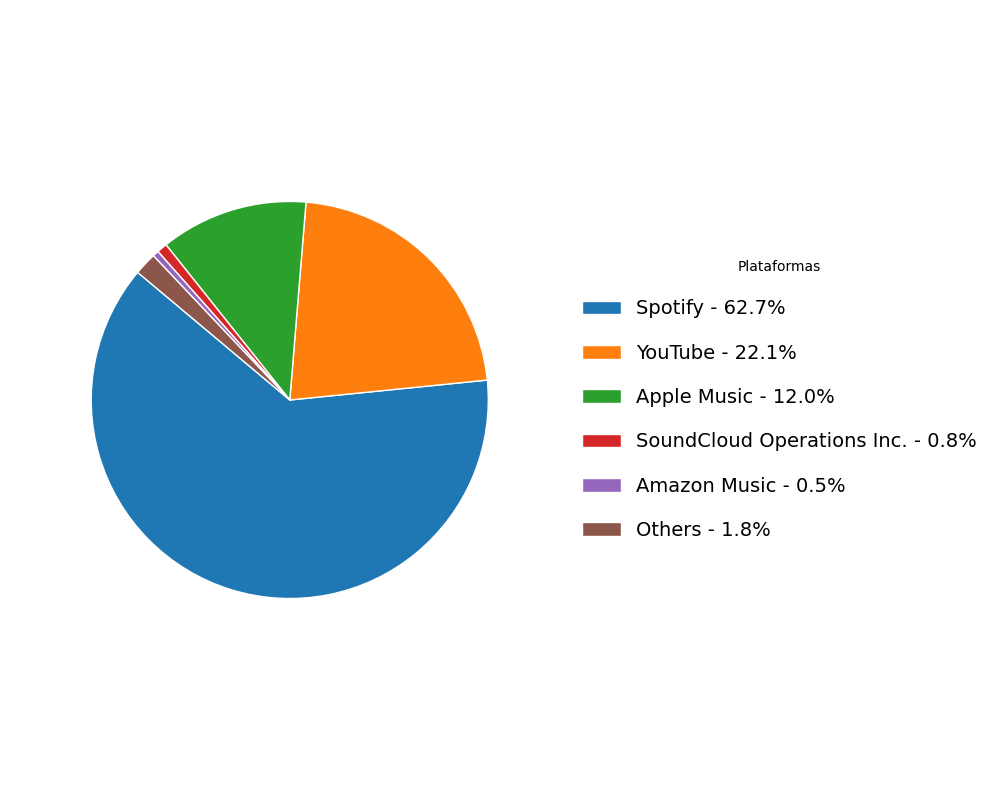 Plataformas
Spotify - 62.7%
YouTube - 22.1%
Apple Music - 12.0%
SoundCloud Operations Inc. - 0.8%
Amazon Music - 0.5%
Others - 1.8%